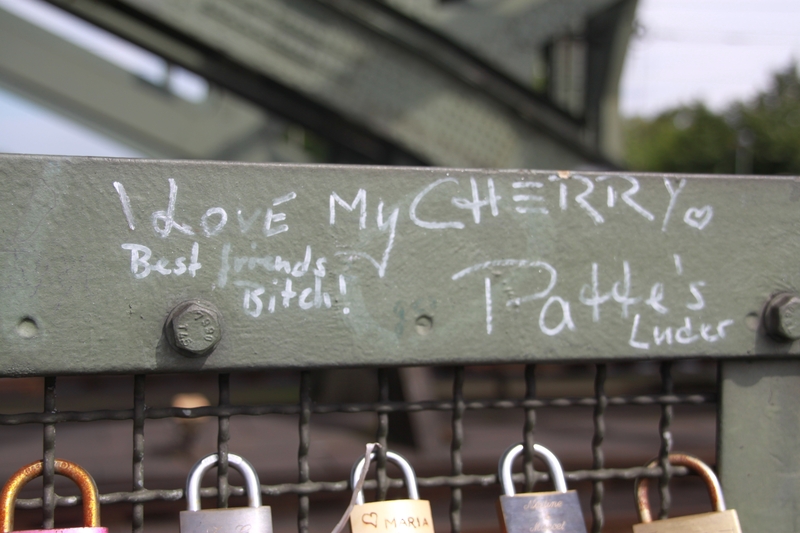 I LOVE My CHERRY♡
Best friends
Bitch!
Patte's
Luder
♡ MARIA